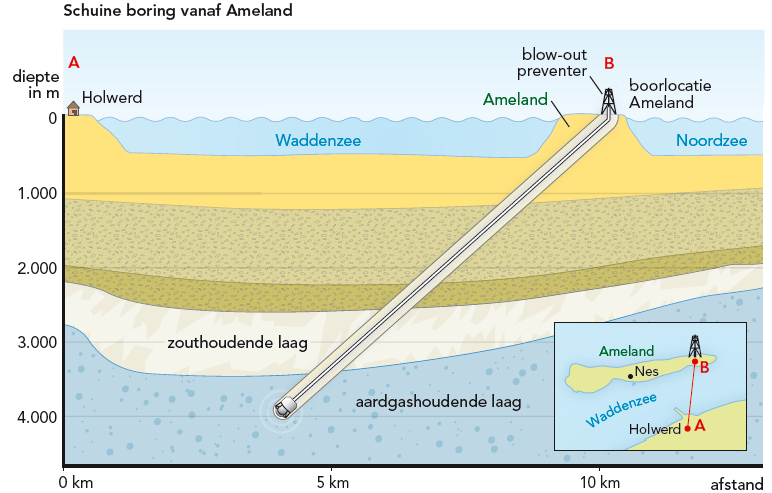 Schuine boring vanaf Ameland
A
B
blow-out
preventer
diepte
in m
Holwerd
Ameland
boorlocatie
Ameland
0
Waddenzee
Noordzee
1.000
2.000
3.000
zouthoudende laag
4.000
aardgashoudende laag
Ameland
Nes
B
Waddenzee
Holwerd
A
0 km
5 km
10 km
afstand